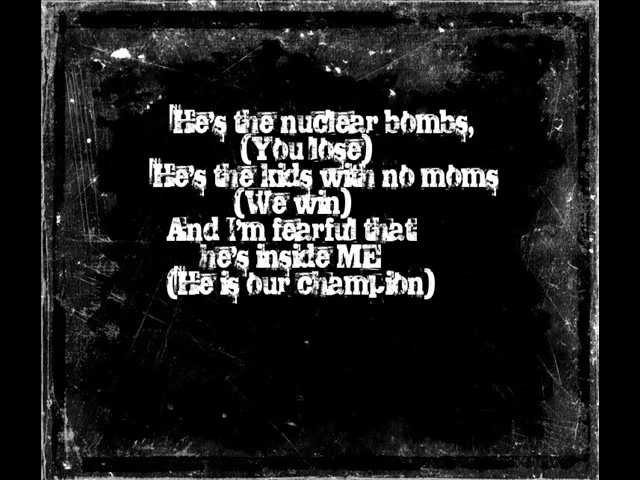 He's the nuclear bombs,
(You lose)
He's the kids with no moms
(We win)
And I'm fearful that
he's inside ME
(He is our champion)